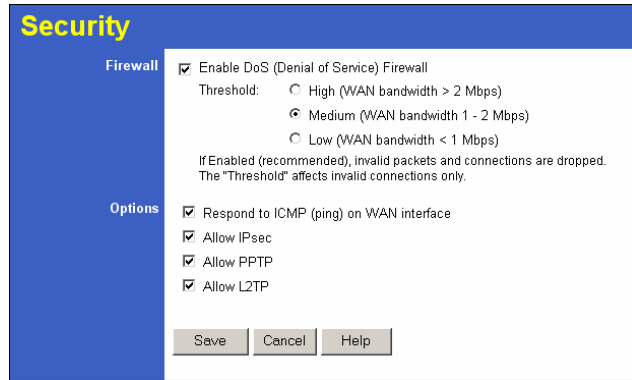 Security
Firewall
Enable DoS (Denial of Service) Firewall
Threshold: High (WAN bandwidth > 2 Mbps)
Medium (WAN bandwidth 1 - 2 Mbps)
Low (WAN bandwidth < 1 Mbps)
If Enabled (recommended), invalid packets and connections are dropped.
The "Threshold" affects invalid connections only.
Options
Respond to ICMP (ping) on WAN interface
Allow IPsec
Allow PPTP
Allow L2TP
Save Cancel Help